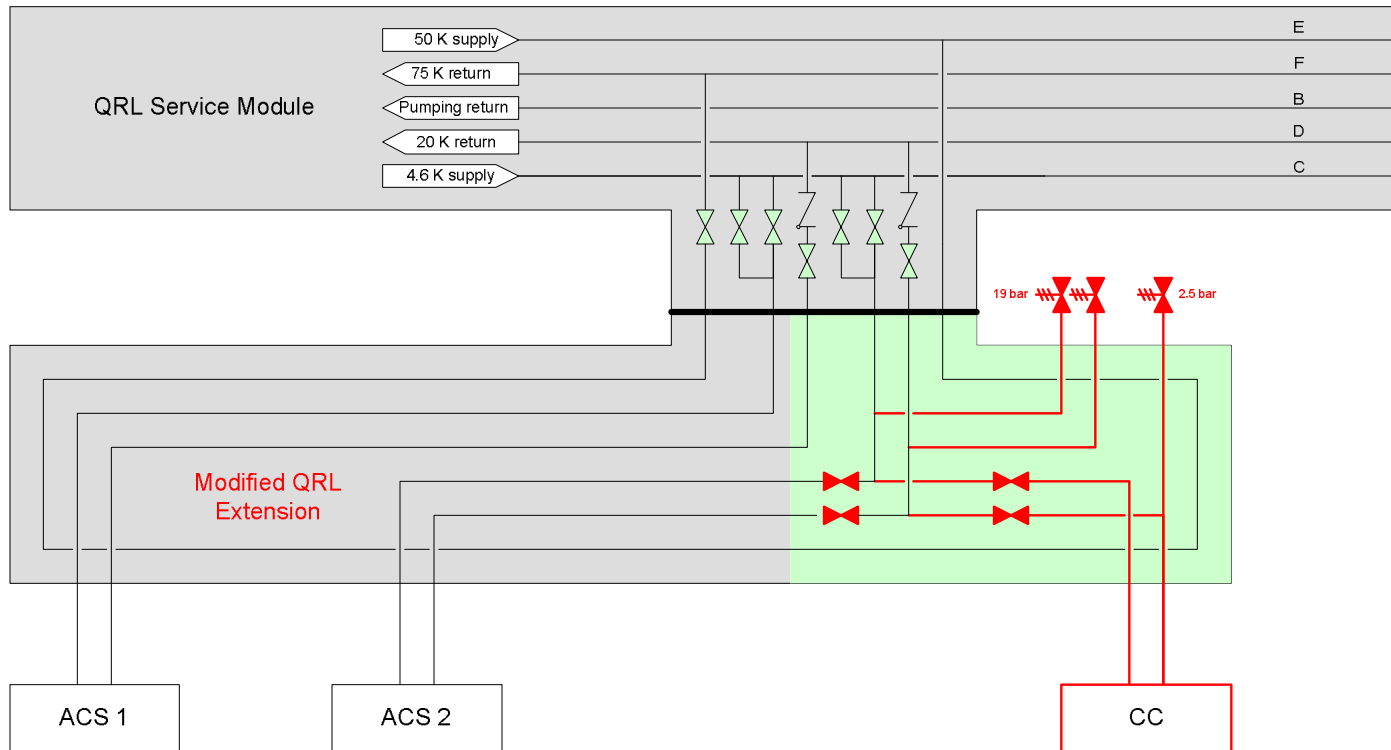 50 K supply
E
75 K return
F
QRL Service Module
Pumping return
B
20 K return
D
4.6 K supply
C
19 bar
2.5 bar
Modified QRL
Extension
ACS 1
ACS 2
CC